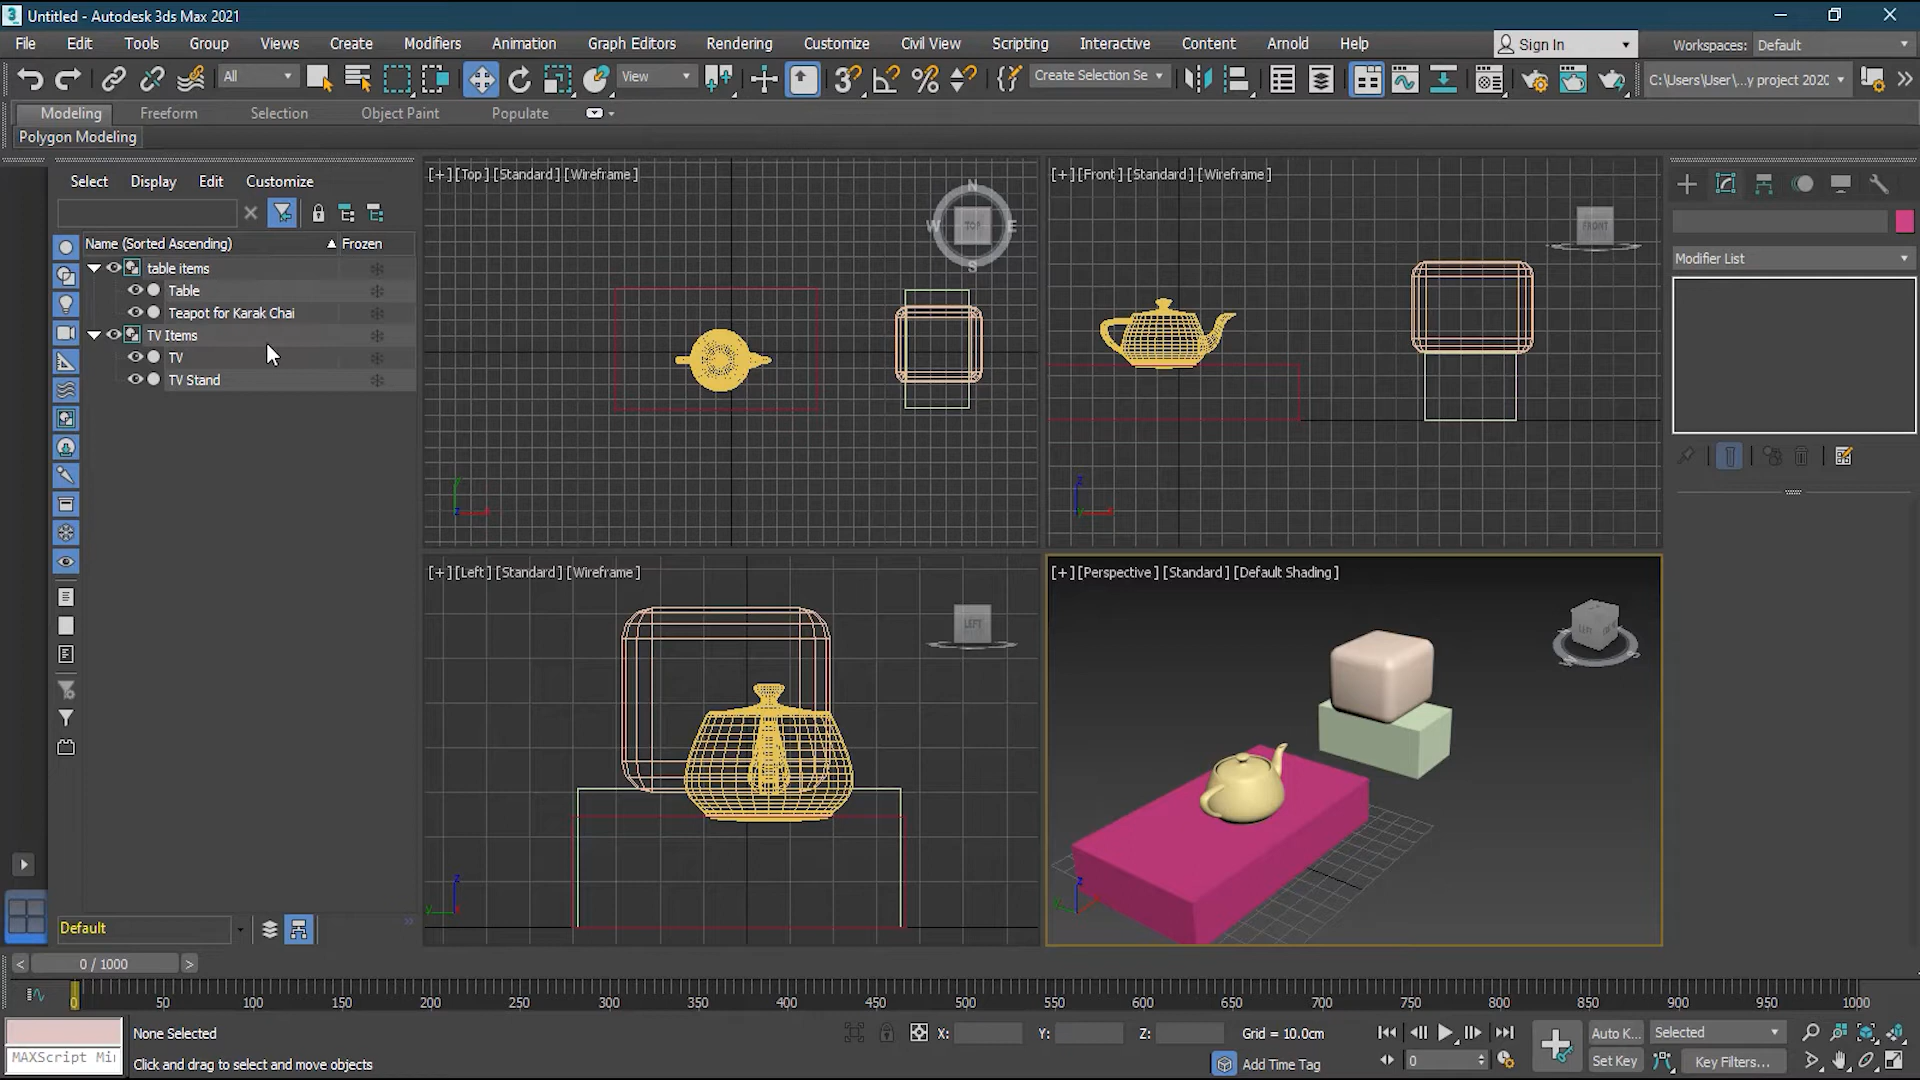 Untitled - Autodesk 3ds Max 2021
File Edit Tools Group Views Create Modifiers Animation Graph Editors Rendering Customize Civil View Scripting Interactive Content Arnold Help Sign In Workspaces: Default
All View Create Selection Se C:\Users\User\...y project 2020
Modeling Freeform Selection Object Paint Populate
Polygon Modeling
Select Display Edit Customize
Name (Sorted Ascending) Frozen
table items
Table
Teapot for Karak Chai
TV Items
TV
TV Stand
[+][Top][Standard][Wireframe]
N
W TOP E
S
[+][Front][Standard][Wireframe]
FRONT
[+][Left][Standard][Wireframe]
LEFT
[+][Perspective][Standard][Default Shading]
LEFT
Modifier List
Default
0 / 1000
0 50 100 150 200 250 300 350 400 450 500 550 600 650 700 750 800 850 900 950 1000
None Selected X: Y: Z: Grid = 10.0cm Auto K... Selected
MAXScript Mi Click and drag to select and move objects Add Time Tag 0 Set Key Key Filters...